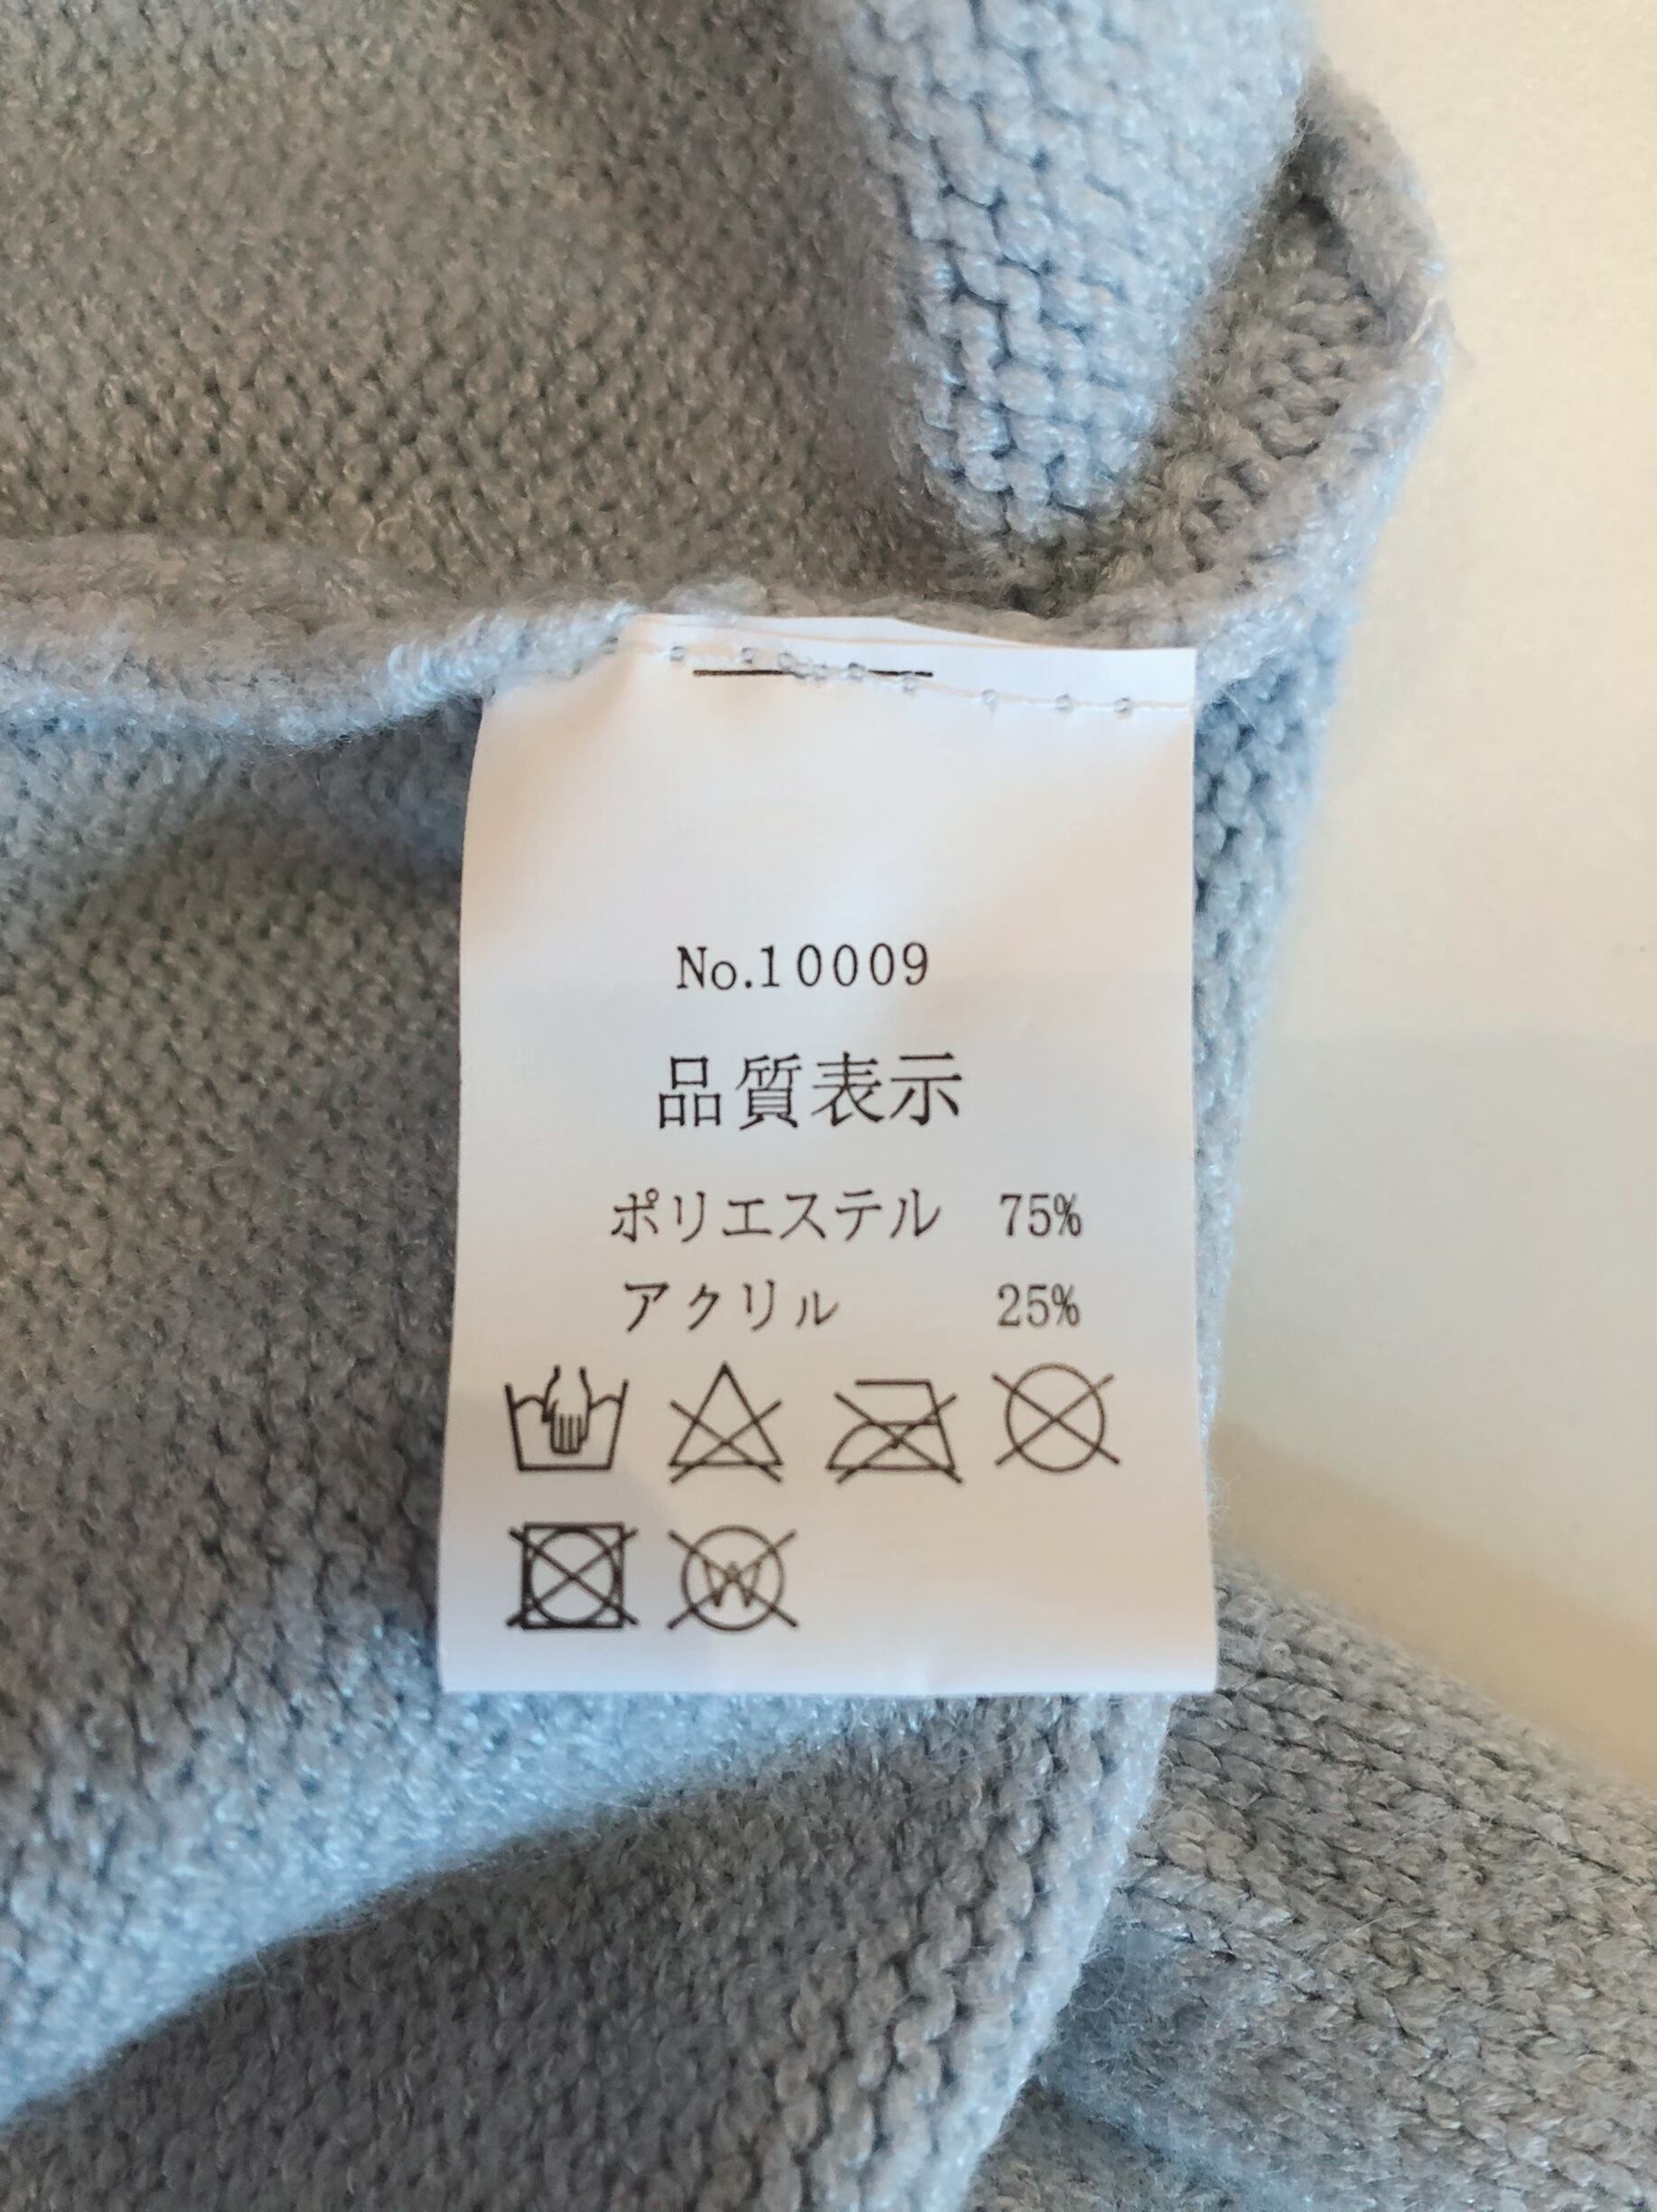 No.10009
品質表示
ポリエステル 75%
アクリル 25%
W